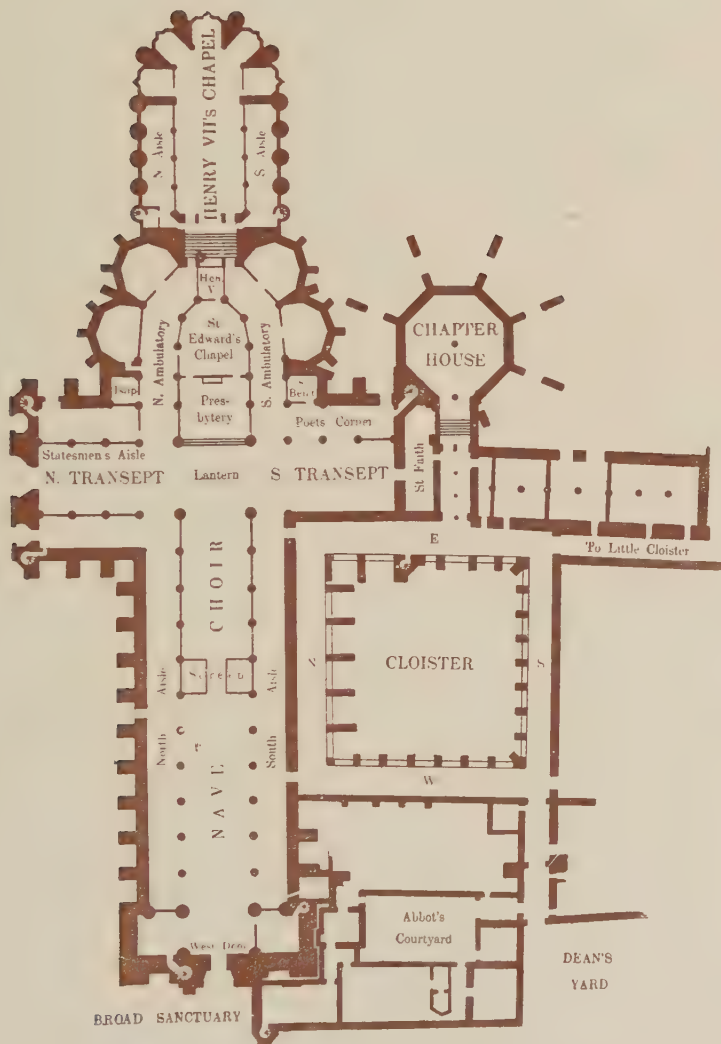 HENRY VII's CHAPEL
N Aisle
S Aisle
Hen.
V
St
Edward's
Chapel
N. Ambulatory
S. Ambulatory
Pres-
bytery
CHAPTER
HOUSE
Islip
Poets Corner
Statesmen's Aisle
N. TRANSEPT
Lantern
S TRANSEPT
St Faith
E
To Little Cloister
CHOIR
CLOISTER
N
S
Screen
Aisle
Aisle
North
South
NAVE
W
Abbot's
Courtyard
West Door
DEAN'S
YARD
BROAD SANCTUARY